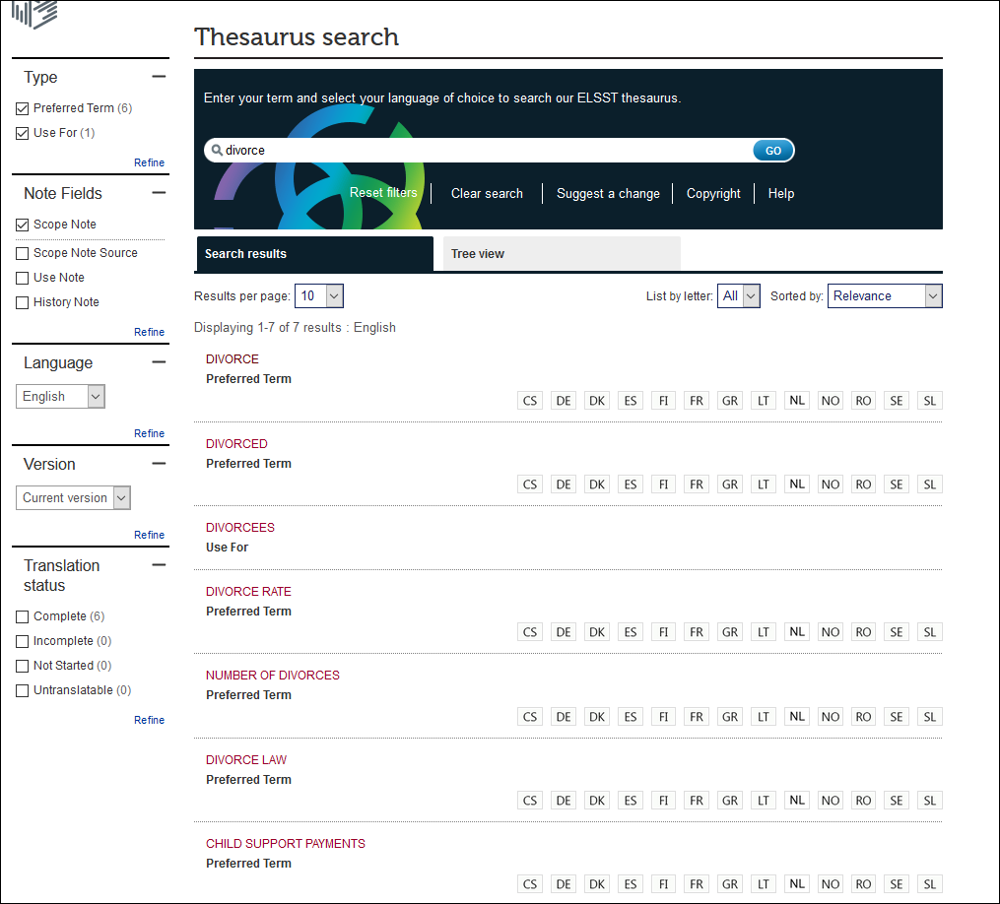 Thesaurus search
Type
Preferred Term (6)
Use For (1)
Refine
Note Fields
Scope Note
Scope Note Source
Use Note
History Note
Refine
Language
English
Refine
Version
Current version
Refine
Translation
status
Complete (6)
Incomplete (0)
Not Started (0)
Untranslatable (0)
Refine
Enter your term and select your language of choice to search our ELSST thesaurus.
divorce GO
Reset filters Clear search Suggest a change Copyright Help
Search results Tree view
Results per page: 10 List by letter: All Sorted by: Relevance
Displaying 1-7 of 7 results : English
DIVORCE
Preferred Term
CS DE DK ES FI FR GR LT NL NO RO SE SL
DIVORCED
Preferred Term
CS DE DK ES FI FR GR LT NL NO RO SE SL
DIVORCEES
Use For
DIVORCE RATE
Preferred Term
CS DE DK ES FI FR GR LT NL NO RO SE SL
NUMBER OF DIVORCES
Preferred Term
CS DE DK ES FI FR GR LT NL NO RO SE SL
DIVORCE LAW
Preferred Term
CS DE DK ES FI FR GR LT NL NO RO SE SL
CHILD SUPPORT PAYMENTS
Preferred Term
CS DE DK ES FI FR GR LT NL NO RO SE SL